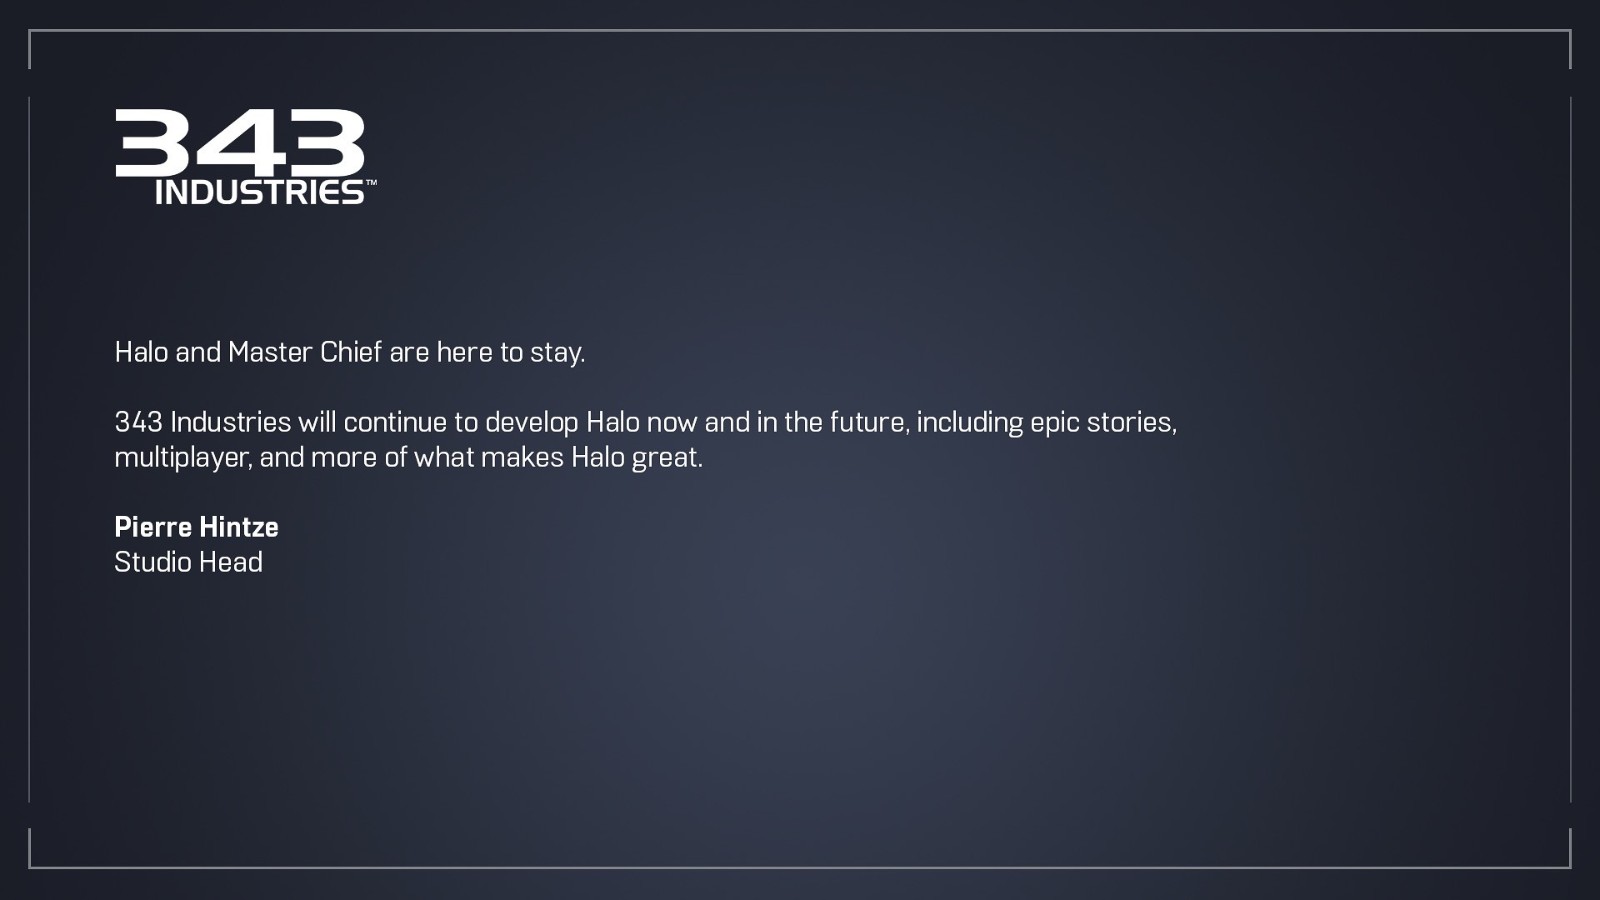 343
INDUSTRIES™
Halo and Master Chief are here to stay.
343 Industries will continue to develop Halo now and in the future, including epic stories,
multiplayer, and more of what makes Halo great.
Pierre Hintze
Studio Head